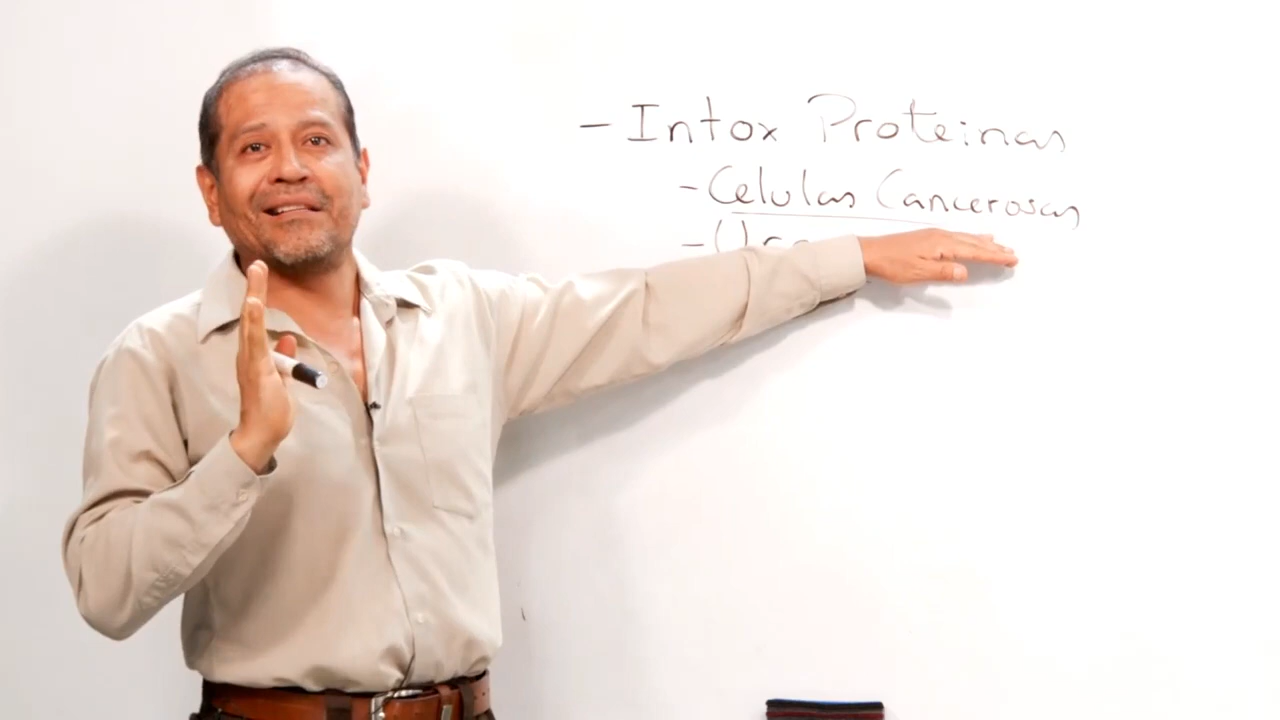 - Intox Proteinas
- Celulas Cancerosas
-